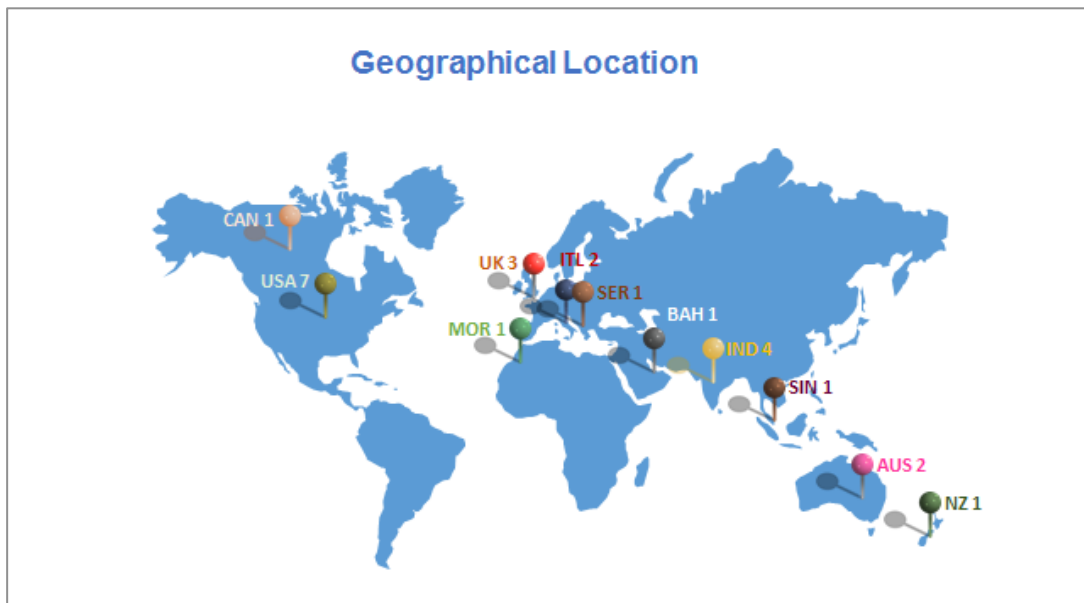 Geographical Location
CAN 1
USA 7
UK 3
ITL 2
SER 1
MOR 1
BAH 1
IND 4
SIN 1
AUS 2
NZ 1